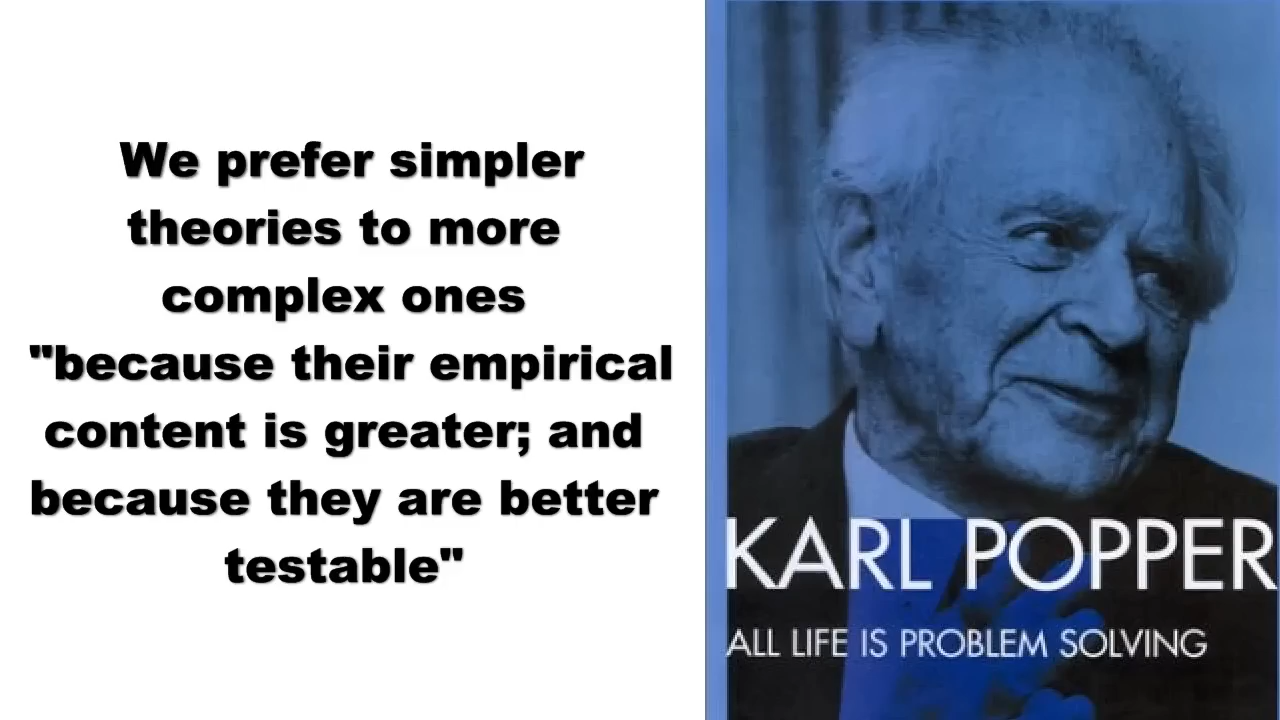 We prefer simpler
theories to more
complex ones
"because their empirical
content is greater; and
because they are better
testable"
KARL POPPER
ALL LIFE IS PROBLEM SOLVING